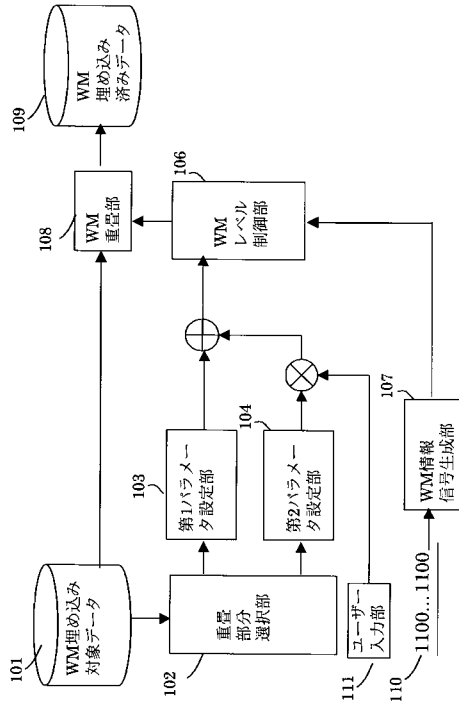 101
WM埋め込み
対象データ
102
重畳
部分
選択部
103
第1パラメー
タ設定部
104
第2パラメー
タ設定部
111
ユーザー
入力部
110
1100...1100
107
WM情報
信号生成部
106
WM
レベル
制御部
108
WM
重畳部
109
WM
埋め込み
済みデータ